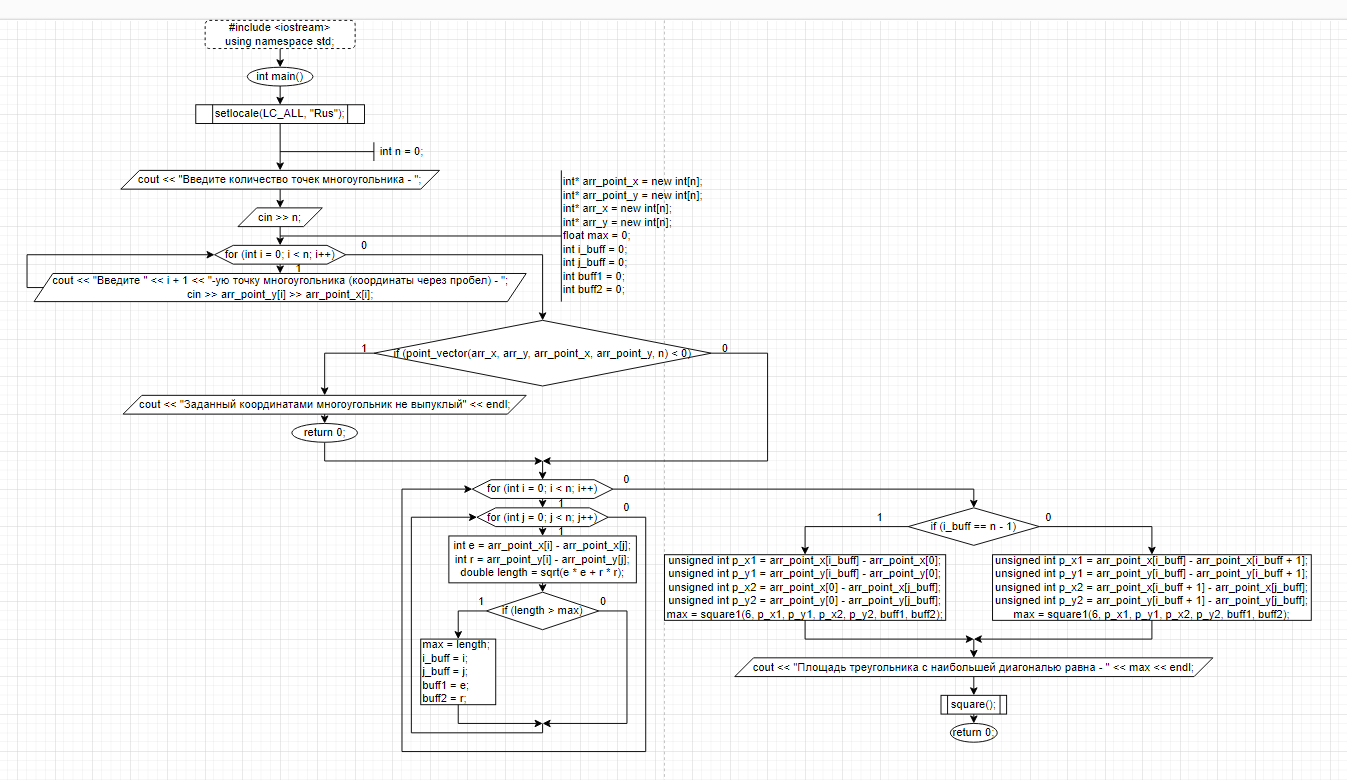 #include <iostream>
using namespace std;
int main()
setlocale(LC_ALL, "Rus");
int n = 0;
cout << "Введите количество точек многоугольника - ";
cin >> n;
int* arr_point_x = new int[n];
int* arr_point_y = new int[n];
int* arr_x = new int[n];
int* arr_y = new int[n];
float max = 0;
int i_buff = 0;
int j_buff = 0;
int buff1 = 0;
int buff2 = 0;
for (int i = 0; i < n; i++)
0
1
cout << "Введите " << i + 1 << "-ую точку многоугольника (координаты через пробел) - ";
cin >> arr_point_y[i] >> arr_point_x[i];
1
if (point_vector(arr_x, arr_y, arr_point_x, arr_point_y, n) < 0)
0
cout << "Заданный координатами многоугольник не выпуклый" << endl;
return 0;
for (int i = 0; i < n; i++)
0
1
for (int j = 0; j < n; j++)
0
1
int e = arr_point_x[i] - arr_point_x[j];
int r = arr_point_y[i] - arr_point_y[j];
double length = sqrt(e * e + r * r);
1
if (length > max)
0
max = length;
i_buff = i;
j_buff = j;
buff1 = e;
buff2 = r;
1
if (i_buff == n - 1)
0
unsigned int p_x1 = arr_point_x[i_buff] - arr_point_x[0];
unsigned int p_y1 = arr_point_y[i_buff] - arr_point_y[0];
unsigned int p_x2 = arr_point_x[0] - arr_point_x[j_buff];
unsigned int p_y2 = arr_point_y[0] - arr_point_y[j_buff];
max = square1(6, p_x1, p_y1, p_x2, p_y2, buff1, buff2);
unsigned int p_x1 = arr_point_x[i_buff] - arr_point_x[i_buff + 1];
unsigned int p_y1 = arr_point_y[i_buff] - arr_point_y[i_buff + 1];
unsigned int p_x2 = arr_point_x[i_buff + 1] - arr_point_x[j_buff];
unsigned int p_y2 = arr_point_y[i_buff + 1] - arr_point_y[j_buff];
max = square1(6, p_x1, p_y1, p_x2, p_y2, buff1, buff2);
cout << "Площадь треугольника с наибольшей диагональю равна - " << max << endl;
square();
return 0;